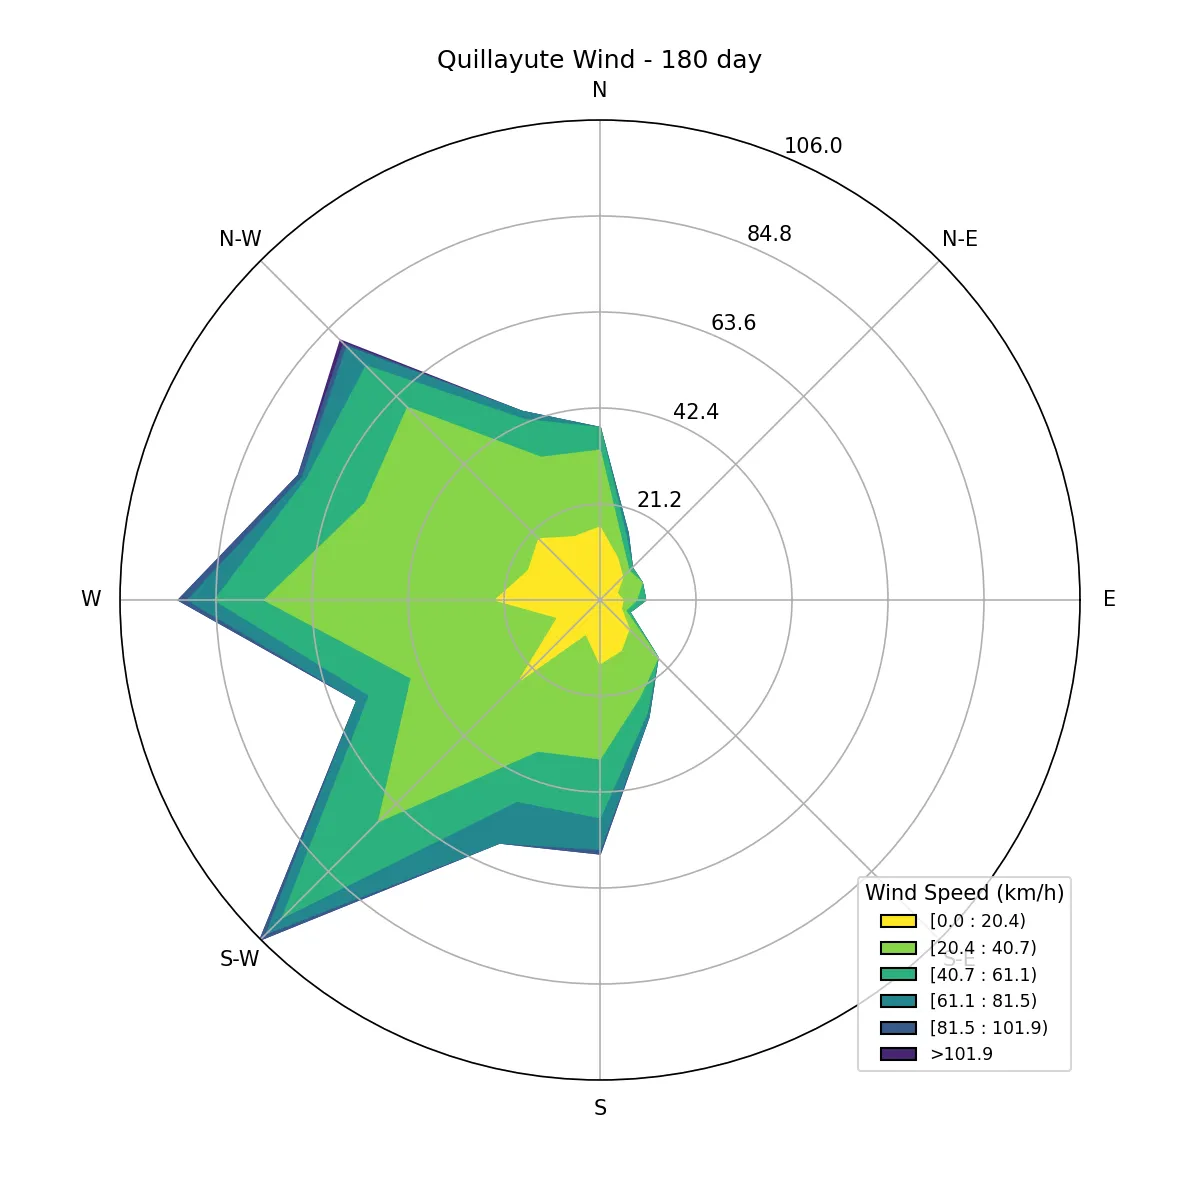 Quillayute Wind - 180 day
N
106.0
84.8
N-W
N-E
63.6
42.4
21.2
W
E
Wind Speed (km/h)
[0.0 : 20.4)
[20.4 : 40.7)
S-W
S-E
[40.7 : 61.1)
[61.1 : 81.5)
[81.5 : 101.9)
>101.9
S